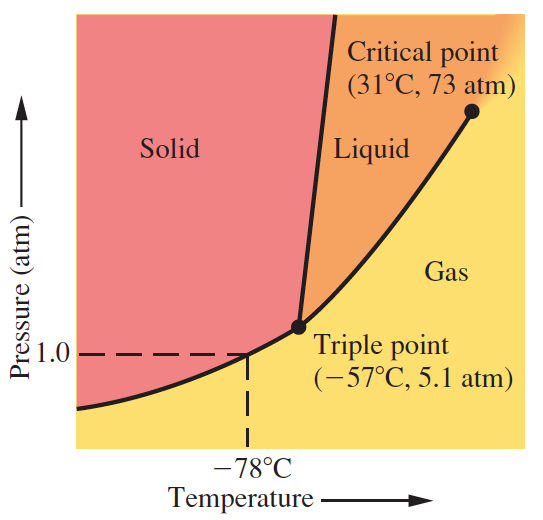 Critical point
(31°C, 73 atm)
Solid
Liquid
Gas
Pressure (atm)
1.0
Triple point
(−57°C, 5.1 atm)
−78°C
Temperature